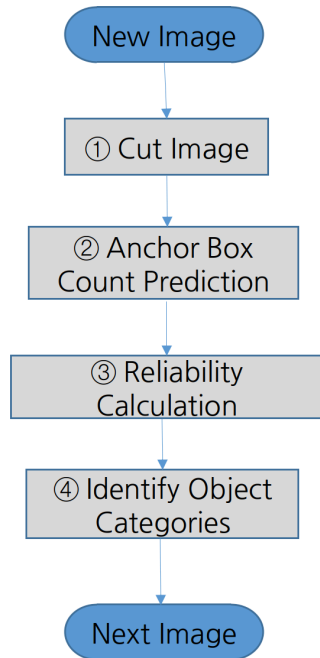 New Image
① Cut Image
② Anchor Box
Count Prediction
③ Reliability
Calculation
④ Identify Object
Categories
Next Image